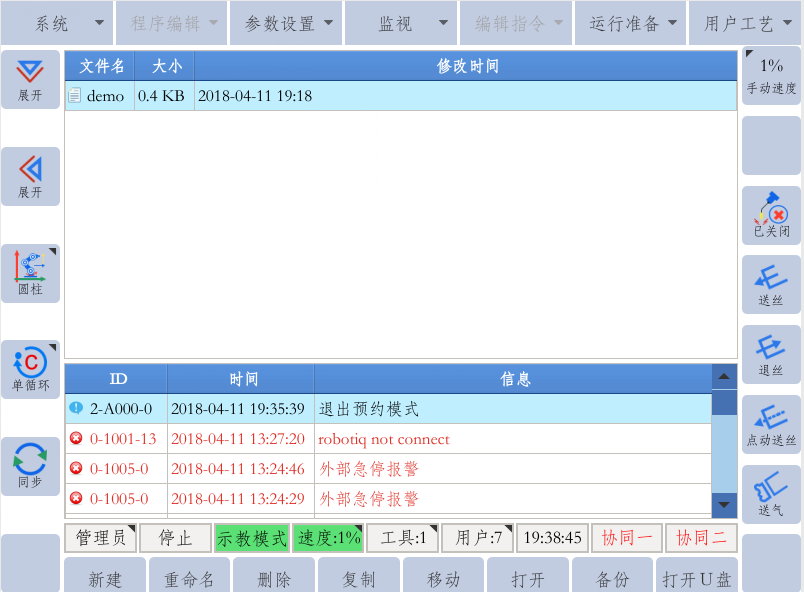 系统 程序编辑 参数设置 监视 编辑指令 运行准备 用户工艺
展开
展开
圆柱
单循环
同步
文件名 大小 修改时间
demo 0.4 KB 2018-04-11 19:18
ID 时间 信息
2-A000-0 2018-04-11 19:35:39 退出预约模式
0-1001-13 2018-04-11 13:27:20 robotiq not connect
0-1005-0 2018-04-11 13:24:46 外部急停报警
0-1005-0 2018-04-11 13:24:29 外部急停报警
1%
手动速度
已关闭
送丝
退丝
点动送丝
送气
管理员 停止 示教模式 速度:1% 工具:1 用户:7 19:38:45 协同一 协同二
新建 重命名 删除 复制 移动 打开 备份 打开U盘